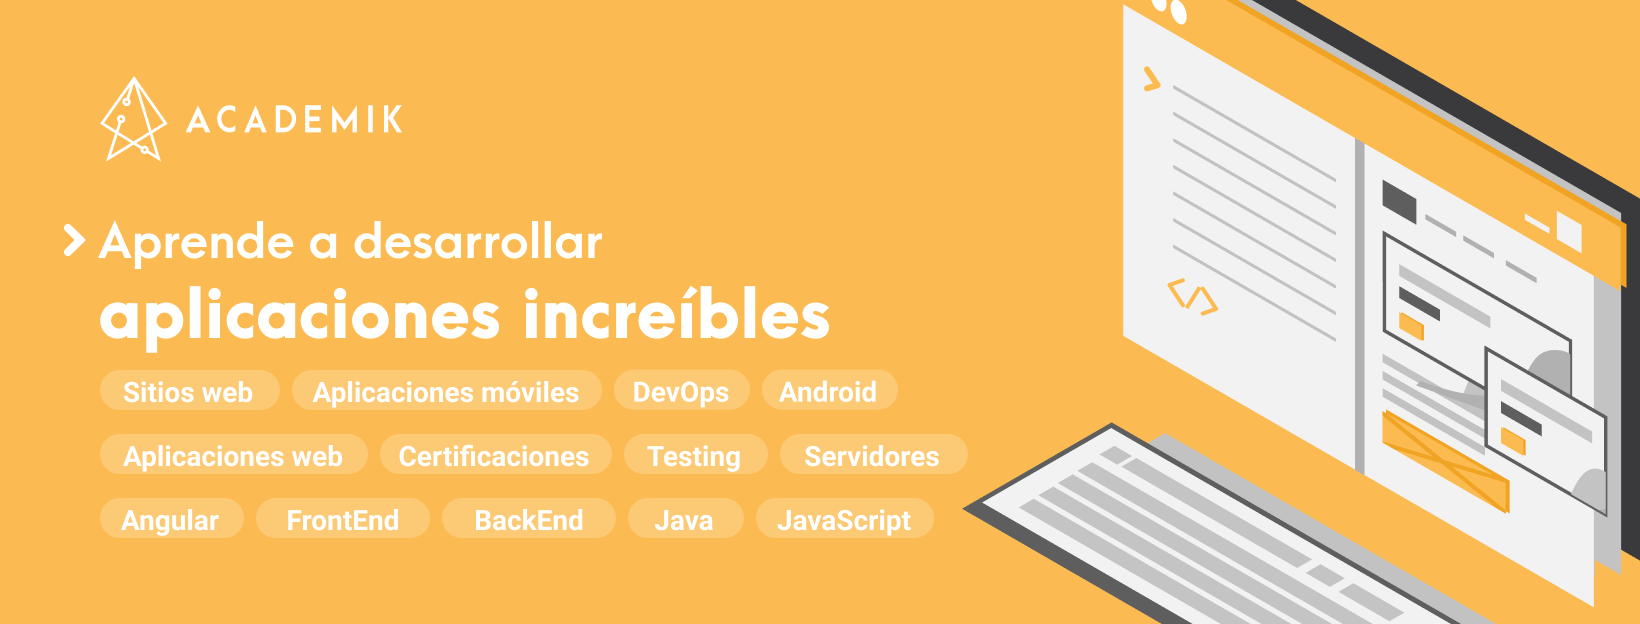 ACADEMIK
Aprende a desarrollar
aplicaciones increíbles
Sitios web Aplicaciones móviles DevOps Android
Aplicaciones web Certificaciones Testing Servidores
Angular FrontEnd BackEnd Java JavaScript
</>